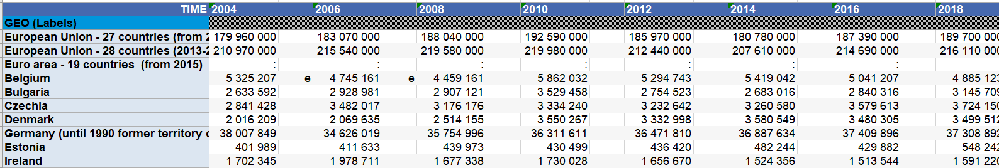 TIME 2004 2006 2008 2010 2012 2014 2016 2018
GEO (Labels)
European Union - 27 countries (from 2 179 960 000 183 070 000 188 040 000 192 590 000 185 970 000 180 780 000 187 390 000 189 700 000
European Union - 28 countries (2013-2 210 970 000 215 540 000 219 580 000 219 980 000 212 440 000 207 610 000 214 690 000 216 110 000
Euro area - 19 countries (from 2015) : : : : : : :
Belgium 5 325 207 e 4 745 161 e 4 459 161 5 862 032 5 294 743 5 419 042 5 041 207 4 885 123
Bulgaria 2 633 592 2 928 981 2 907 121 3 529 458 2 754 523 2 683 016 2 840 316 3 145 709
Czechia 2 841 428 3 482 017 3 176 176 3 334 240 3 232 642 3 260 580 3 579 613 3 724 150
Denmark 2 016 209 2 069 635 2 514 155 3 550 267 3 332 998 3 580 549 3 480 305 3 499 512
Germany (until 1990 former territory o 38 007 849 34 626 019 35 754 996 36 311 611 36 471 810 36 887 634 37 409 896 37 308 892
Estonia 401 989 411 633 439 973 430 499 436 420 482 244 429 882 548 242
Ireland 1 702 345 1 978 711 1 677 338 1 730 028 1 656 670 1 524 356 1 513 544 1 591 220